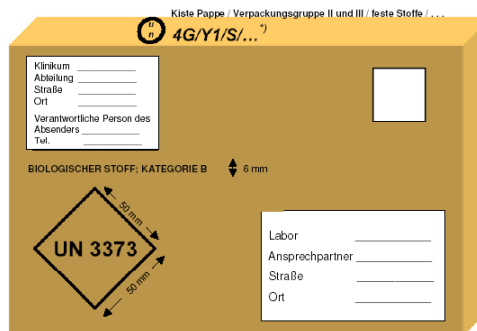 Kiste Pappe / Verpackungsgruppe II und III / feste Stoffe / . . .
u
n
4G/Y1/S/...*)
Klinikum
Abteilung
Straße
Ort
Verantwortliche Person des
Absenders
Tel.
BIOLOGISCHER STOFF; KATEGORIE B
6 mm
50 mm
UN 3373
50 mm
Labor
Ansprechpartner
Straße
Ort